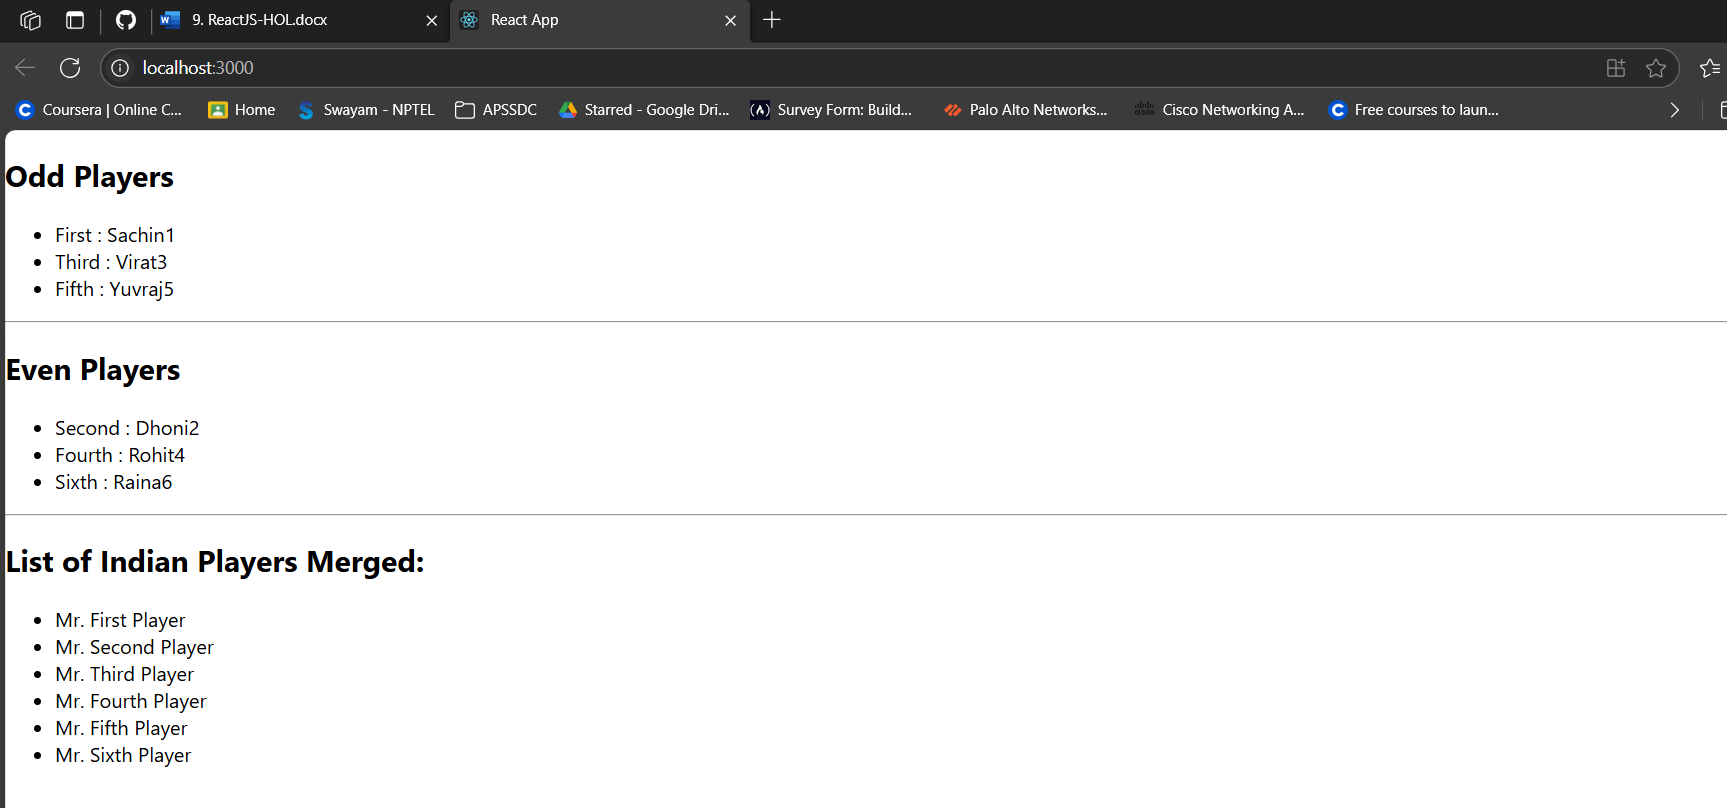 9. ReactJS-HOL.docx
React App
localhost:3000
Coursera | Online C...
Home
Swayam - NPTEL
APSSDC
Starred - Google Dri...
Survey Form: Build...
Palo Alto Networks...
Cisco Networking A...
Free courses to laun...
Odd Players
First : Sachin1
Third : Virat3
Fifth : Yuvraj5
Even Players
Second : Dhoni2
Fourth : Rohit4
Sixth : Raina6
List of Indian Players Merged:
Mr. First Player
Mr. Second Player
Mr. Third Player
Mr. Fourth Player
Mr. Fifth Player
Mr. Sixth Player